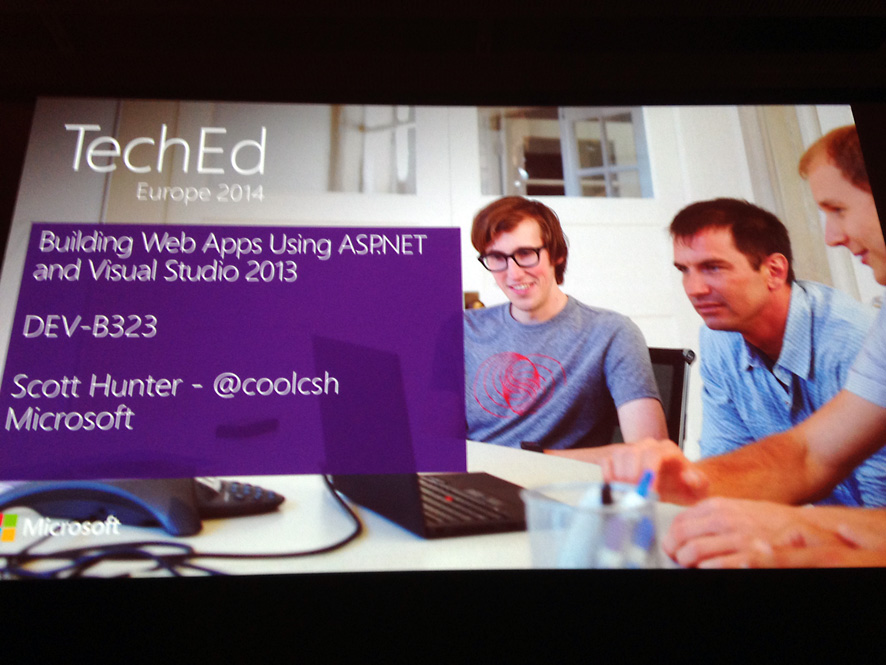 TechEd
Europe 2014
Building Web Apps Using ASP.NET
and Visual Studio 2013
DEV-B323
Scott Hunter - @coolcsh
Microsoft
Microsoft